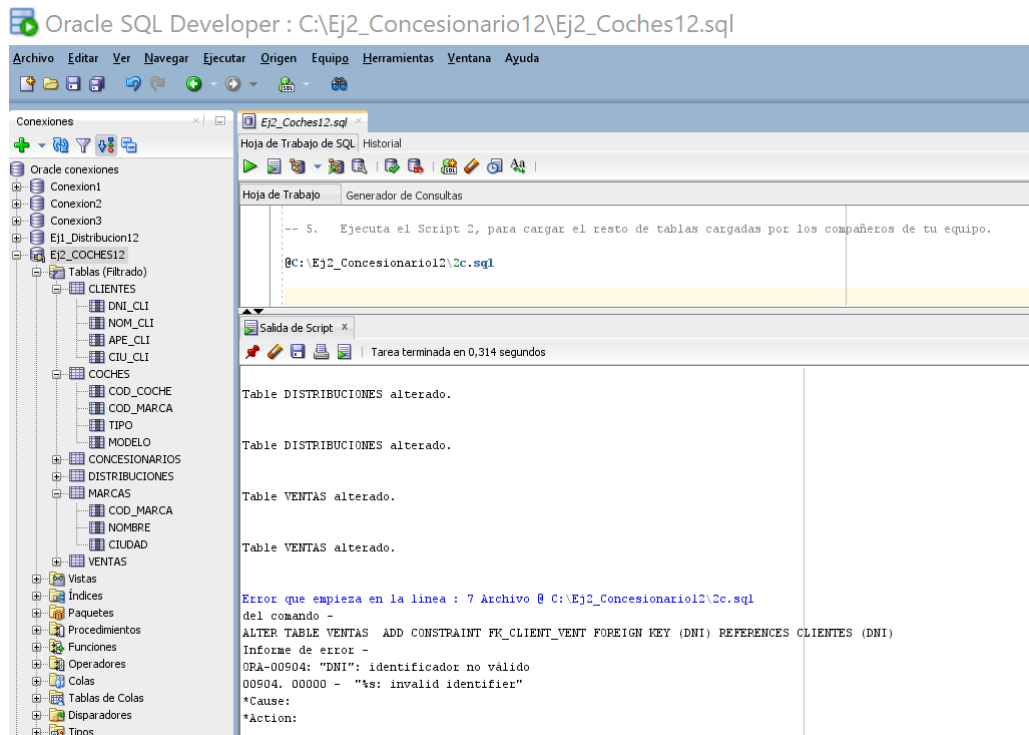 Oracle SQL Developer : C:\Ej2_Concesionario12\Ej2_Coches12.sql
Archivo Editar Ver Navegar Ejecutar Origen Equipo Herramientas Ventana Ayuda
Conexiones
Oracle conexiones
Conexion1
Conexion2
Conexion3
Ej1_Distribucion12
Ej2_COCHES12
Tablas (Filtrado)
CLIENTES
DNI_CLI
NOM_CLI
APE_CLI
CIU_CLI
COCHES
COD_COCHE
COD_MARCA
TIPO
MODELO
CONCESIONARIOS
DISTRIBUCIONES
MARCAS
COD_MARCA
NOMBRE
CIUDAD
VENTAS
Vistas
Índices
Paquetes
Procedimientos
Funciones
Operadores
Colas
Tablas de Colas
Disparadores
Tipos
Ej2_Coches12.sql
Hoja de Trabajo de SQL Historial
Hoja de Trabajo Generador de Consultas
-- 5. Ejecuta el Script 2, para cargar el resto de tablas cargadas por los compañeros de tu equipo.
@C:\Ej2_Concesionario12\2c.sql
Salida de Script x
Tarea terminada en 0,314 segundos
Table DISTRIBUCIONES alterado.
Table DISTRIBUCIONES alterado.
Table VENTAS alterado.
Table VENTAS alterado.
Error que empieza en la línea : 7 Archivo @ C:\Ej2_Concesionario12\2c.sql
del comando -
ALTER TABLE VENTAS ADD CONSTRAINT FK_CLIENT_VENT FOREIGN KEY (DNI) REFERENCES CLIENTES (DNI)
Informe de error -
ORA-00904: "DNI": identificador no válido
00904. 00000 - "%s: invalid identifier"
*Cause:
*Action: